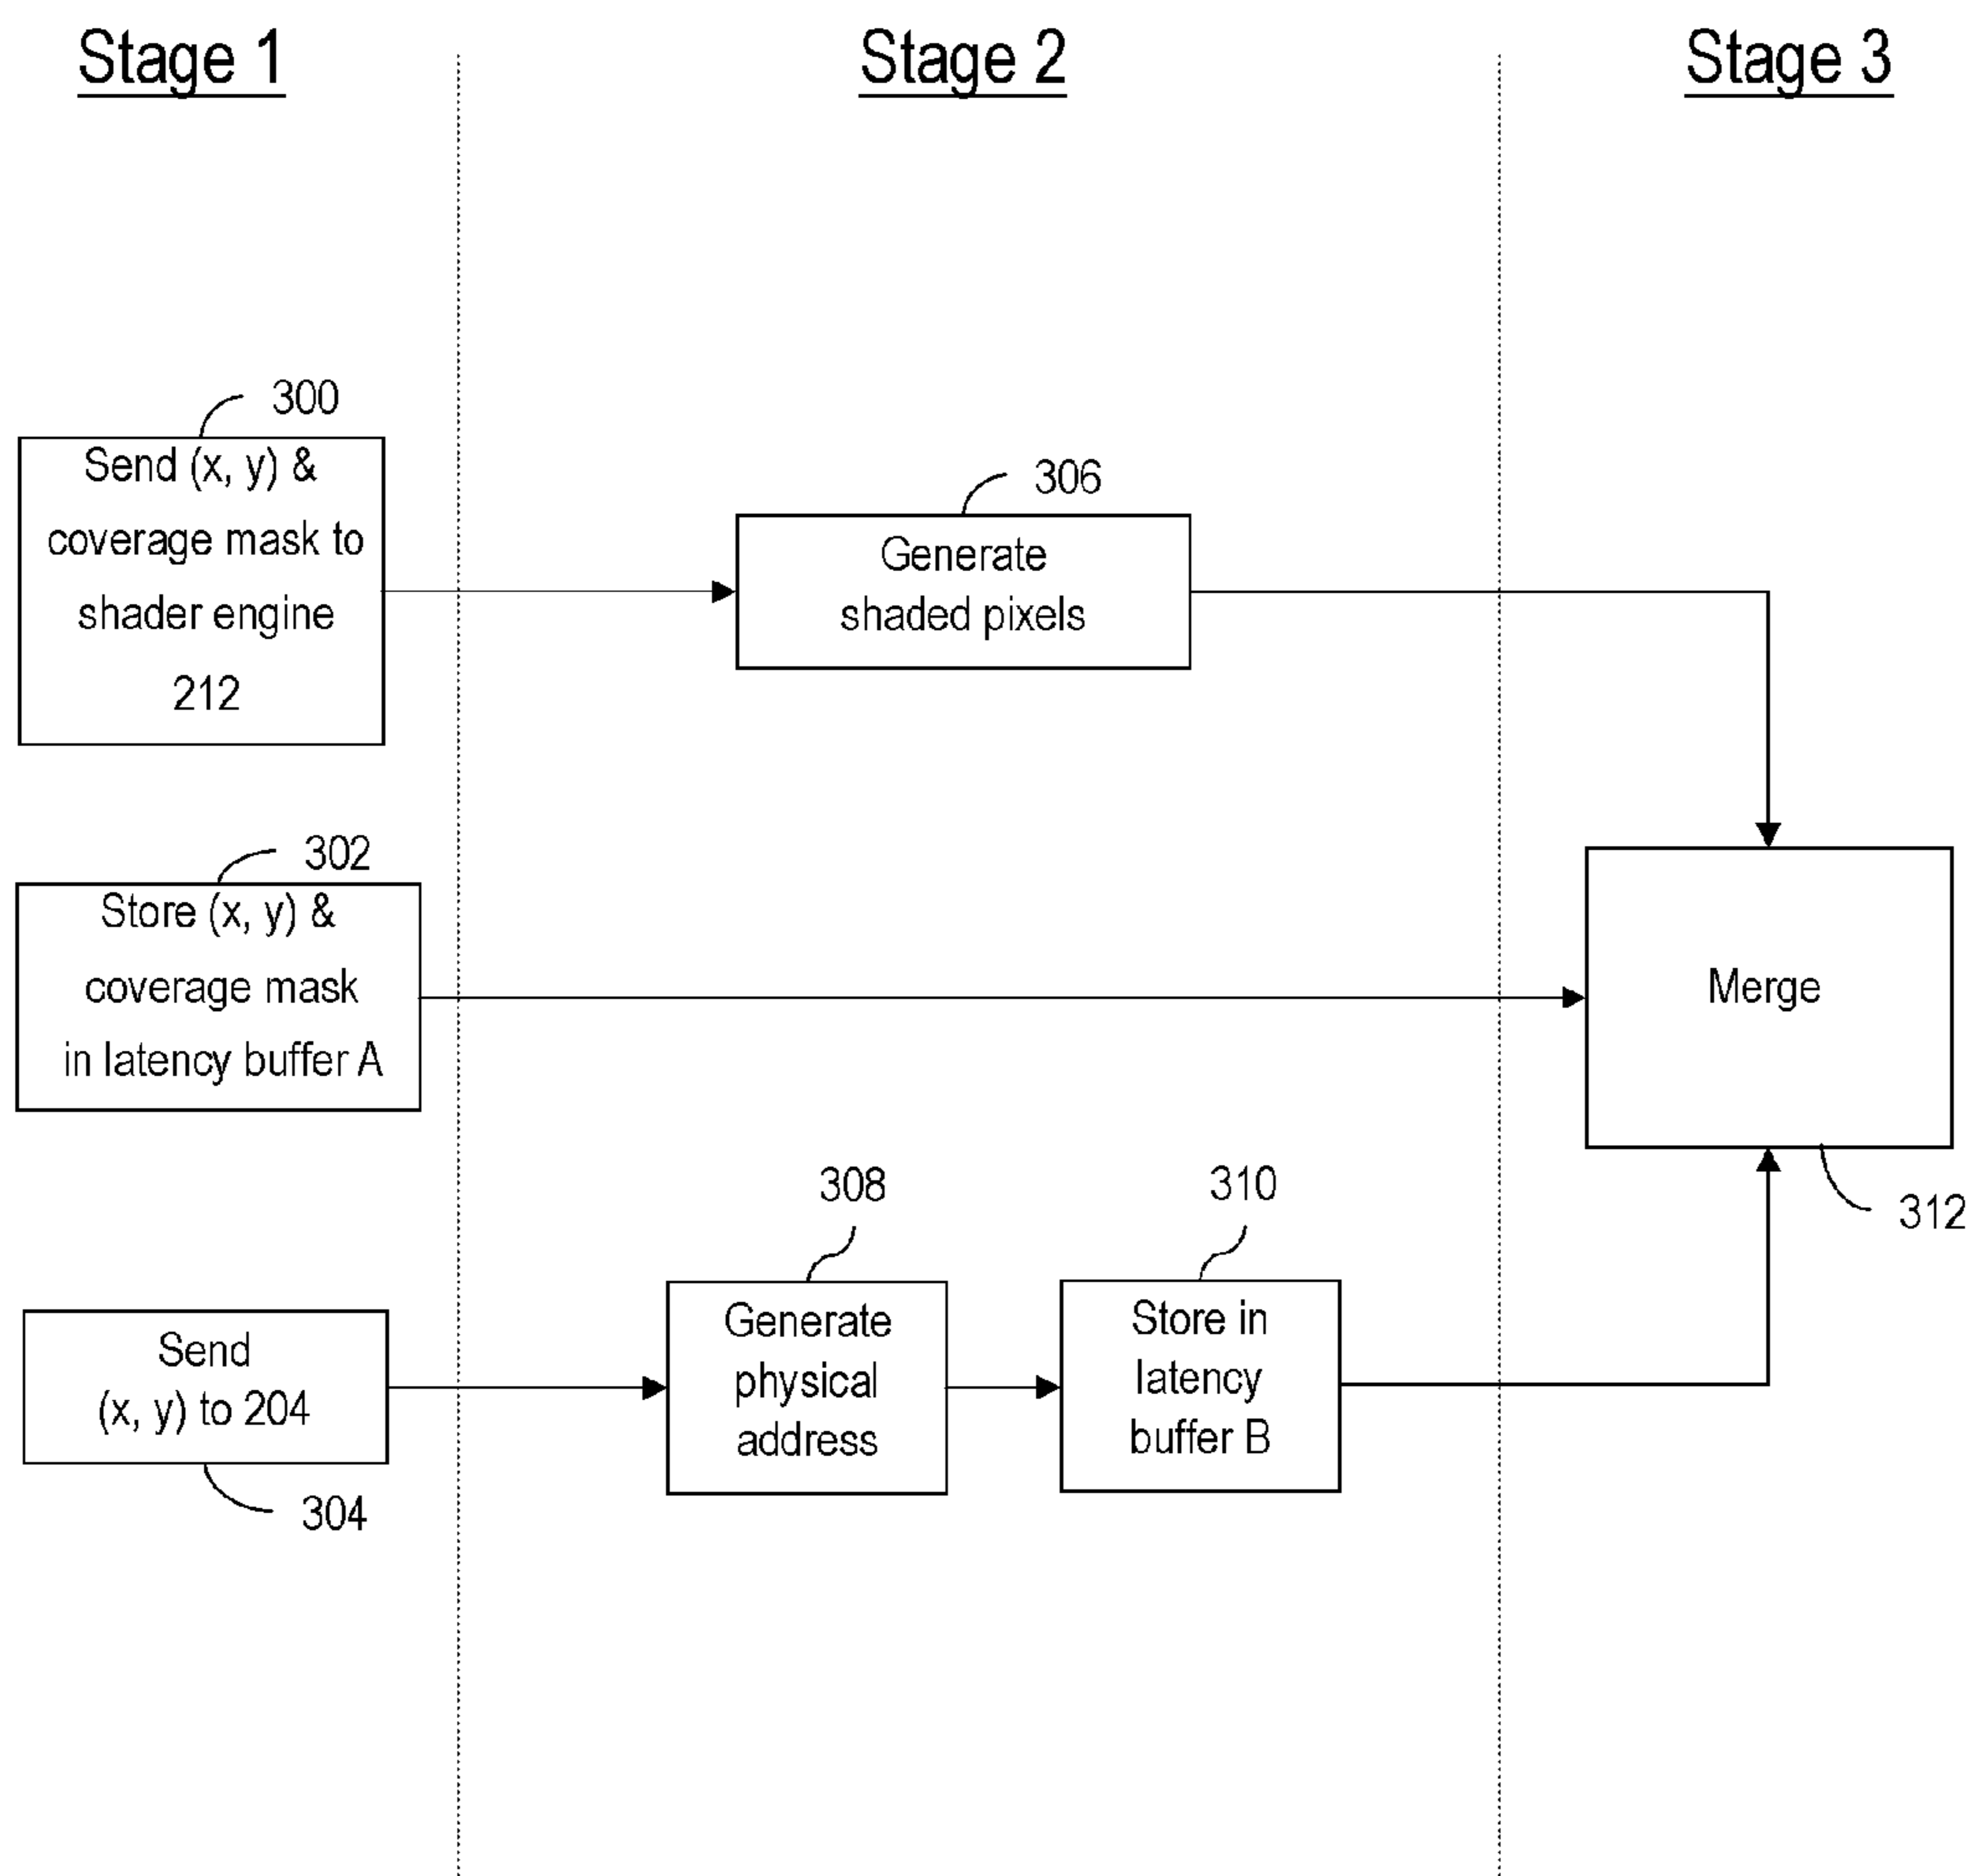 Stage 1
Stage 2
Stage 3
300
Send (x, y) &
coverage mask to
shader engine
212
306
Generate
shaded pixels
302
Store (x, y) &
coverage mask
in latency buffer A
Merge
312
308
Generate
physical
address
310
Store in
latency
buffer B
Send
(x, y) to 204
304